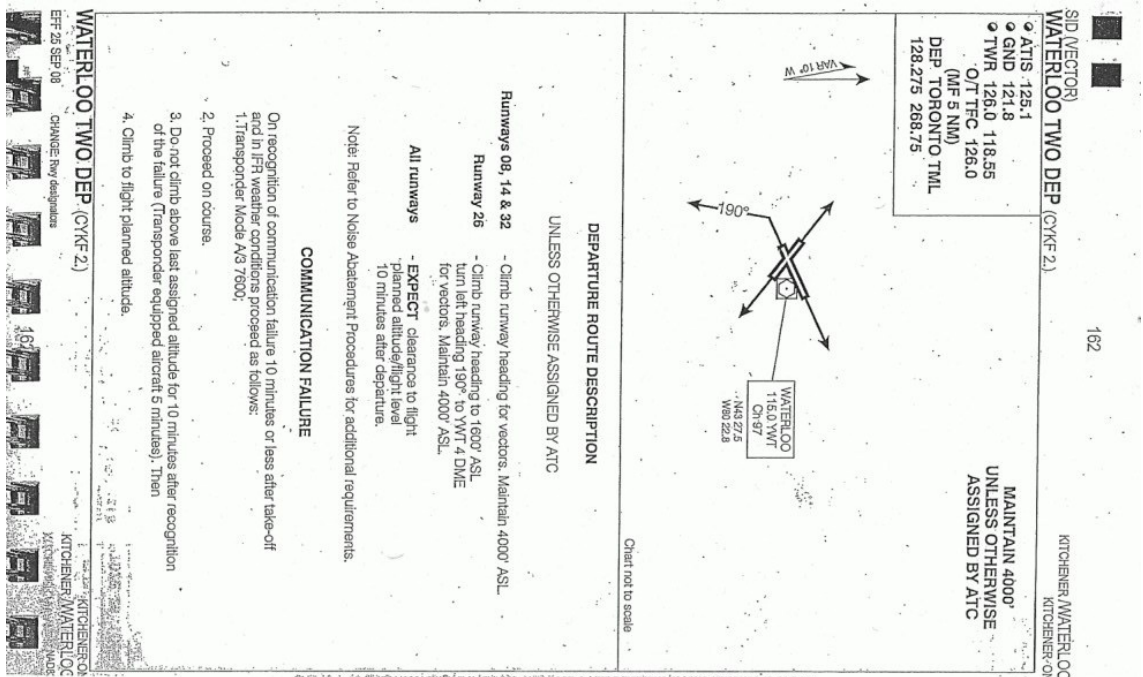 SID (VECTOR)
WATERLOO TWO DEP (CYKF 2.)
162
KITCHENER/WATERLOO
KITCHENER-ON
ATIS 125.1
GND 121.8
TWR 126.0 118.55
O/T TFC 126.0
(MF 5 NM)
DEP TORONTO TML
128.275 268.75
MAINTAIN 4000'
UNLESS OTHERWISE
ASSIGNED BY ATC
VAR 10° W
190°
WATERLOO
115.0 YWT
Ch-97
N43 27.5
W80 22.8
Chart not to scale
DEPARTURE ROUTE DESCRIPTION
UNLESS OTHERWISE ASSIGNED BY ATC
Runways 08, 14 & 32 - Climb runway heading for vectors. Maintain 4000' ASL.
Runway 26 - Climb runway heading to 1600' ASL
turn left heading 190° to YWT 4 DME
for vectors. Maintain 4000' ASL.
All runways - EXPECT clearance to flight
planned altitude/flight level
10 minutes after departure.
Note: Refer to Noise Abatement Procedures for additional requirements.
COMMUNICATION FAILURE
On recognition of communication failure 10 minutes or less after take-off
and in IFR weather conditions proceed as follows:
1. Transponder Mode A/3 7600;
2. Proceed on course.
3. Do not climb above last assigned altitude for 10 minutes after recognition
of the failure (Transponder equipped aircraft 5 minutes). Then
4. Climb to flight planned altitude.
WATERLOO TWO DEP (CYKF 2.)
KITCHENER-ON
KITCHENER/WATERLOO
EFF 25 SEP 08
CHANGE: Rwy designators
162
NAD83